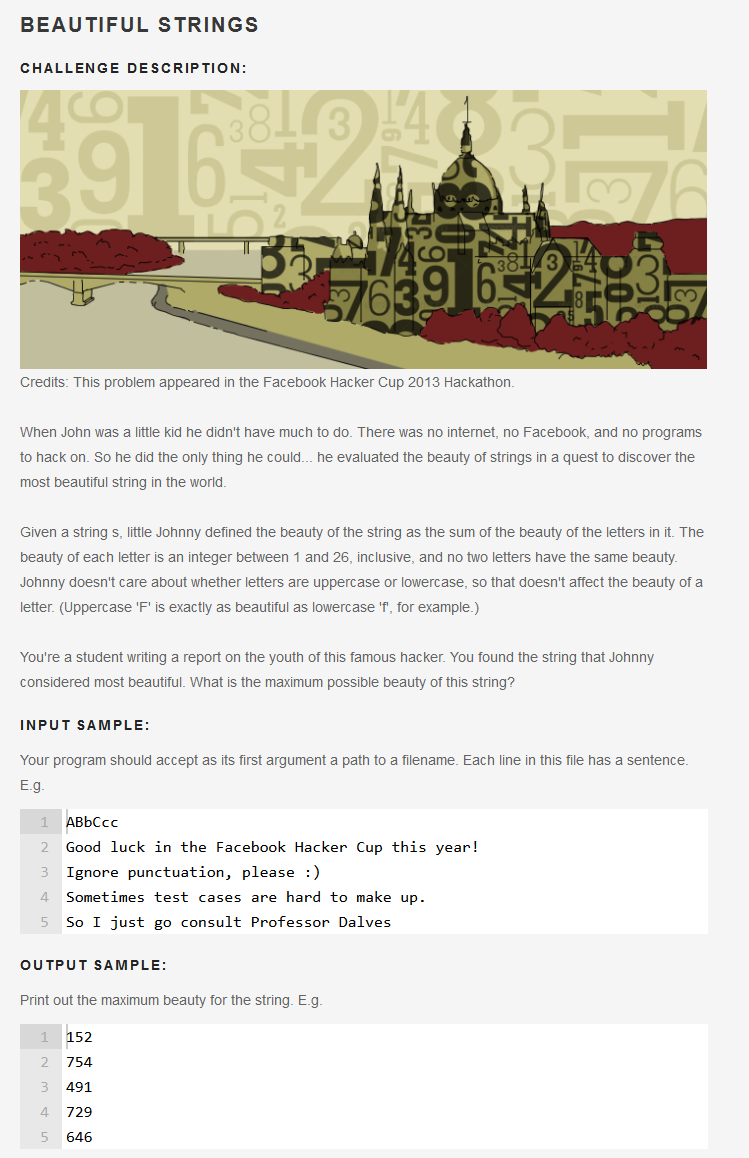 BEAUTIFUL STRINGS
CHALLENGE DESCRIPTION:
Credits: This problem appeared in the Facebook Hacker Cup 2013 Hackathon.
When John was a little kid he didn't have much to do. There was no internet, no Facebook, and no programs
to hack on. So he did the only thing he could... he evaluated the beauty of strings in a quest to discover the
most beautiful string in the world.
Given a string s, little Johnny defined the beauty of the string as the sum of the beauty of the letters in it. The
beauty of each letter is an integer between 1 and 26, inclusive, and no two letters have the same beauty.
Johnny doesn't care about whether letters are uppercase or lowercase, so that doesn't affect the beauty of a
letter. (Uppercase 'F' is exactly as beautiful as lowercase 'f', for example.)
You're a student writing a report on the youth of this famous hacker. You found the string that Johnny
considered most beautiful. What is the maximum possible beauty of this string?
INPUT SAMPLE:
Your program should accept as its first argument a path to a filename. Each line in this file has a sentence.
E.g.
1 ABbCcc
2 Good luck in the Facebook Hacker Cup this year!
3 Ignore punctuation, please :)
4 Sometimes test cases are hard to make up.
5 So I just go consult Professor Dalves
OUTPUT SAMPLE:
Print out the maximum beauty for the string. E.g.
1 152
2 754
3 491
4 729
5 646